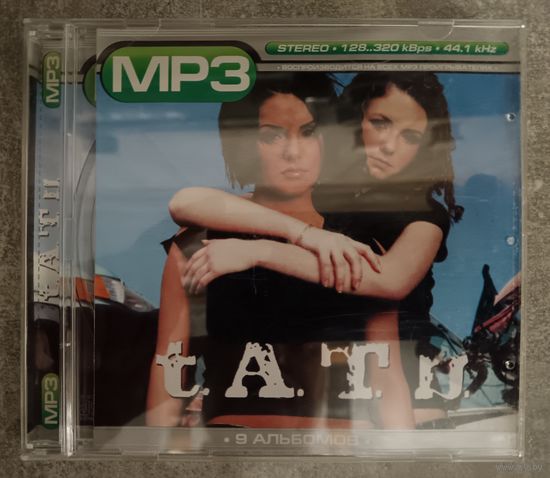 MP3
STEREO • 128..320 kBps • 44.1 kHz
• ВОСПРОИЗВОДИТСЯ НА ВСЕХ MP3 ПРОИГРЫВАТЕЛЯХ •
MP3
t.A.T.u.
MP3
t.A.T.u.
• 9 АЛЬБОМОВ •